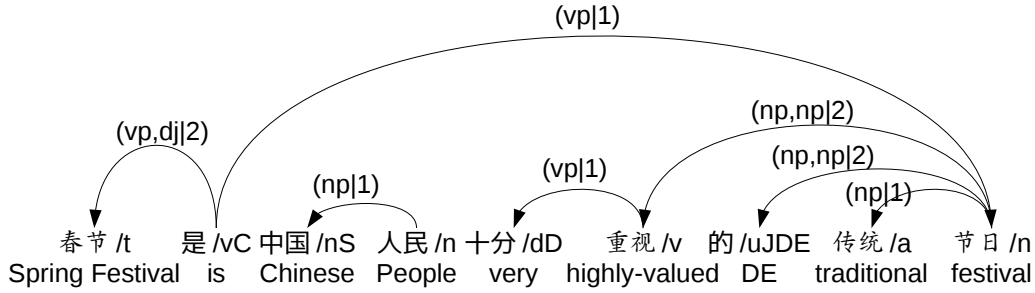 (vp|1)
(np,np|2)
(vp,dj|2)
(np,np|2)
(vp|1)
(np|1)
(np|1)
春节 /t 是 /vC 中国 /nS 人民 /n 十分 /dD 重视 /v 的 /uJDE 传统 /a 节日 /n
Spring Festival is Chinese People very highly-valued DE traditional festival